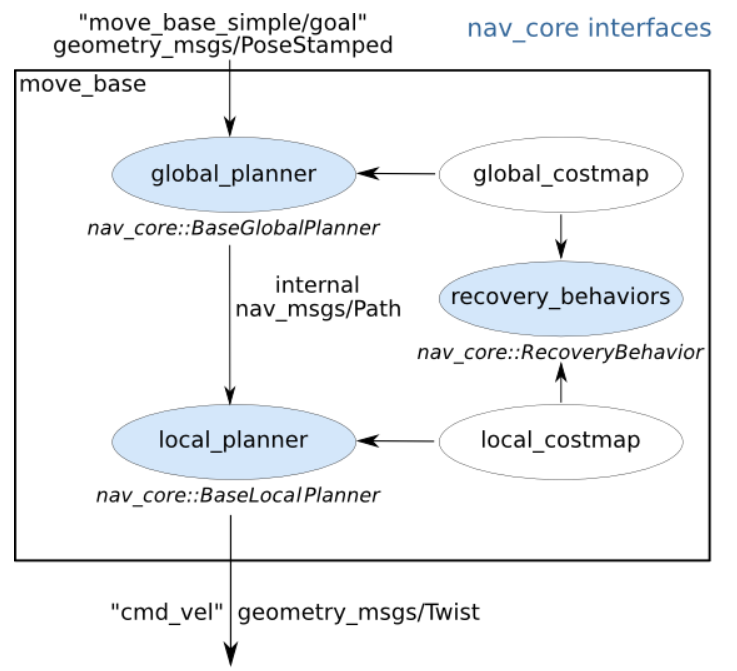 "move_base_simple/goal"
geometry_msgs/PoseStamped
nav_core interfaces
move_base
global_planner
global_costmap
nav_core::BaseGlobalPlanner
internal
nav_msgs/Path
recovery_behaviors
nav_core::RecoveryBehavior
local_planner
local_costmap
nav_core::BaseLocalPlanner
"cmd_vel" geometry_msgs/Twist